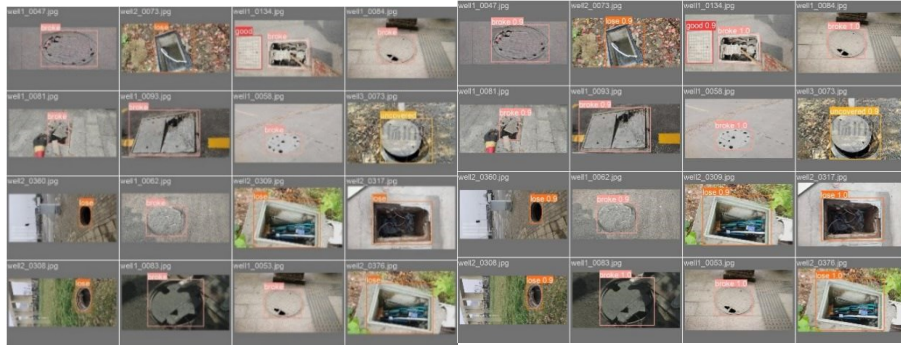 well1_0047.jpg well2_0073.jpg well1_0134.jpg well1_0084.jpg well1_0047.jpg well2_0073.jpg well1_0134.jpg well1_0084.jpg
broke lose good broke broke broke 0.9 lose 0.9 good 0.9 broke 1.0 broke 1.0
well1_0081.jpg well1_0093.jpg well1_0058.jpg well3_0073.jpg well1_0081.jpg well1_0093.jpg well1_0058.jpg well3_0073.jpg
broke broke broke uncovered broke 0.9 broke 0.9 broke 1.0 uncovered 0.9
well2_0360.jpg well1_0062.jpg well2_0309.jpg well2_0317.jpg well2_0360.jpg well1_0062.jpg well2_0309.jpg well2_0317.jpg
lose broke lose lose lose 0.9 broke 0.9 lose 0.9 lose 1.0
well2_0308.jpg well1_0083.jpg well1_0053.jpg well2_0376.jpg well2_0308.jpg well1_0083.jpg well1_0053.jpg well2_0376.jpg
lose broke broke lose lose 0.9 broke 1.0 broke 1.0 lose 1.0